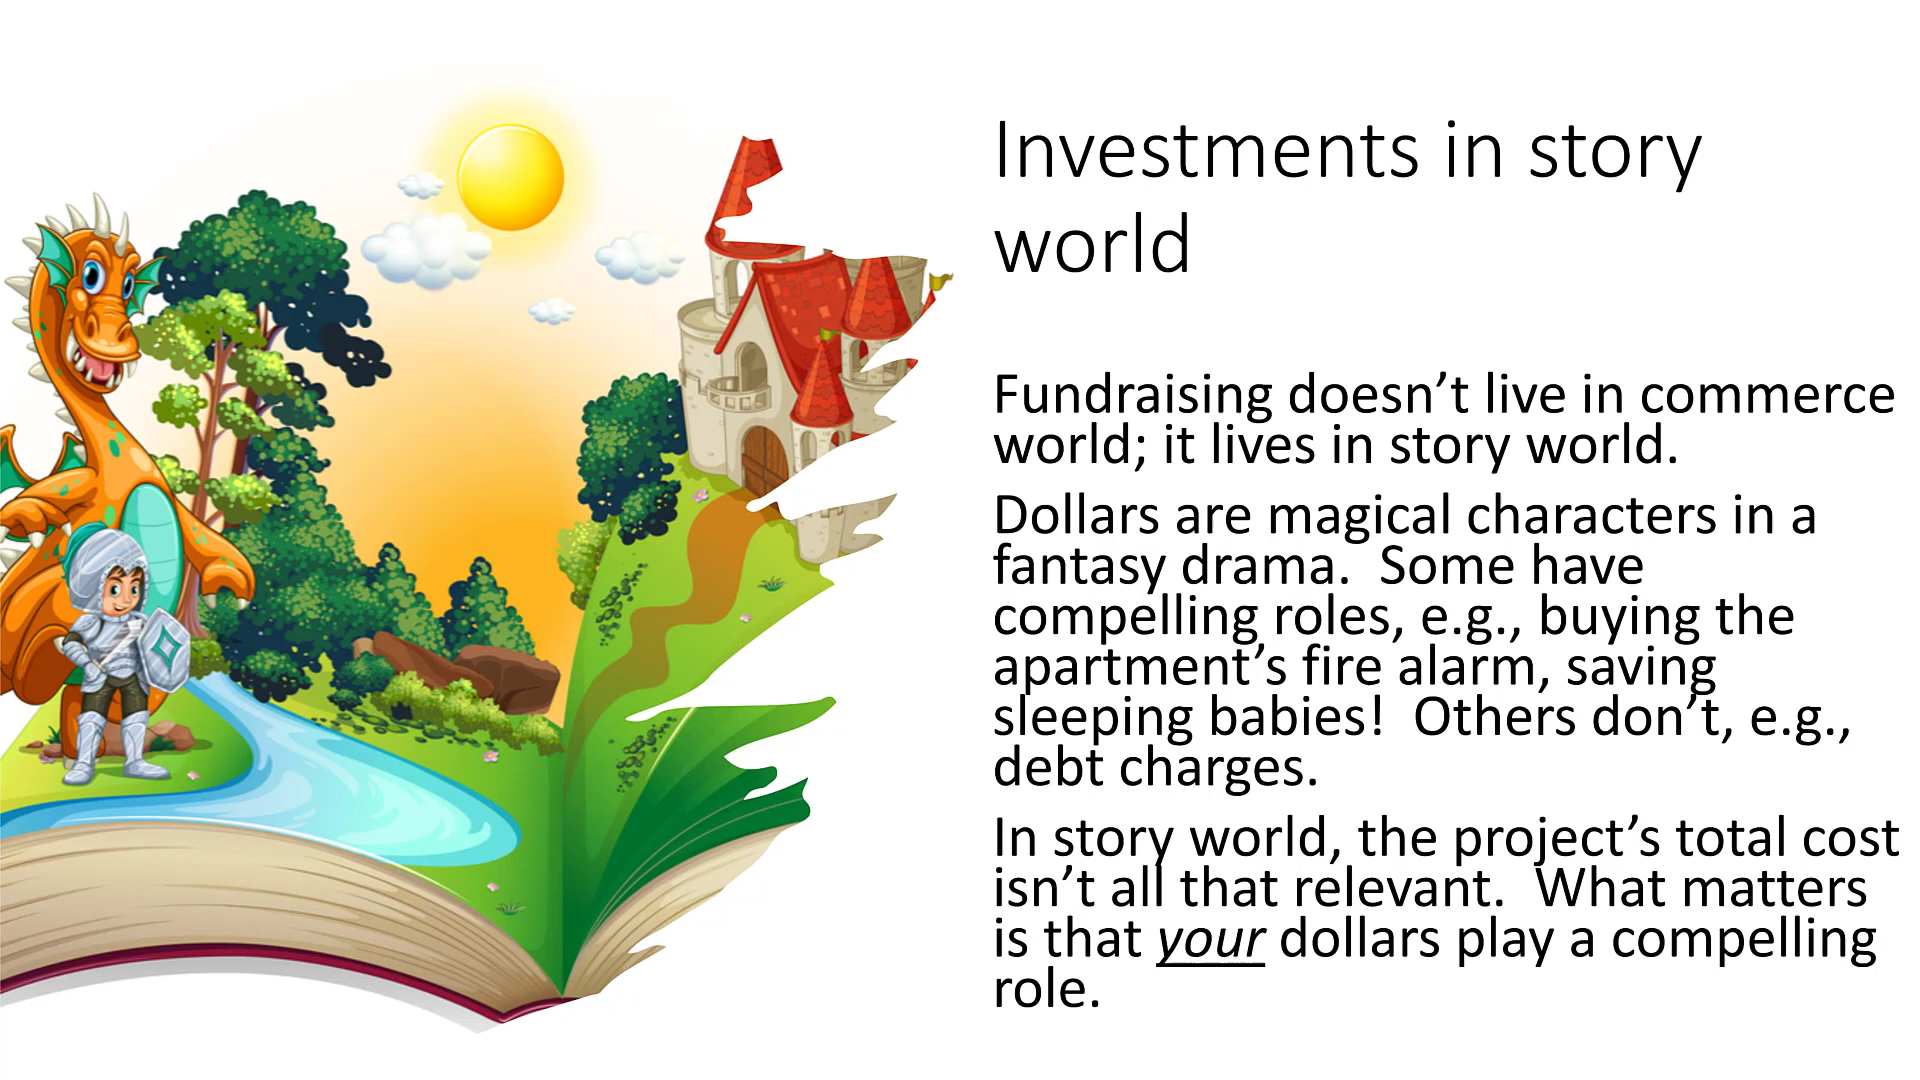 Investments in story
world
Fundraising doesn’t live in commerce
world; it lives in story world.
Dollars are magical characters in a
fantasy drama.  Some have
compelling roles, e.g., buying the
apartment’s fire alarm, saving
sleeping babies!  Others don’t, e.g.,
debt charges.
In story world, the project’s total cost
isn’t all that relevant.  What matters
is that your dollars play a compelling
role.